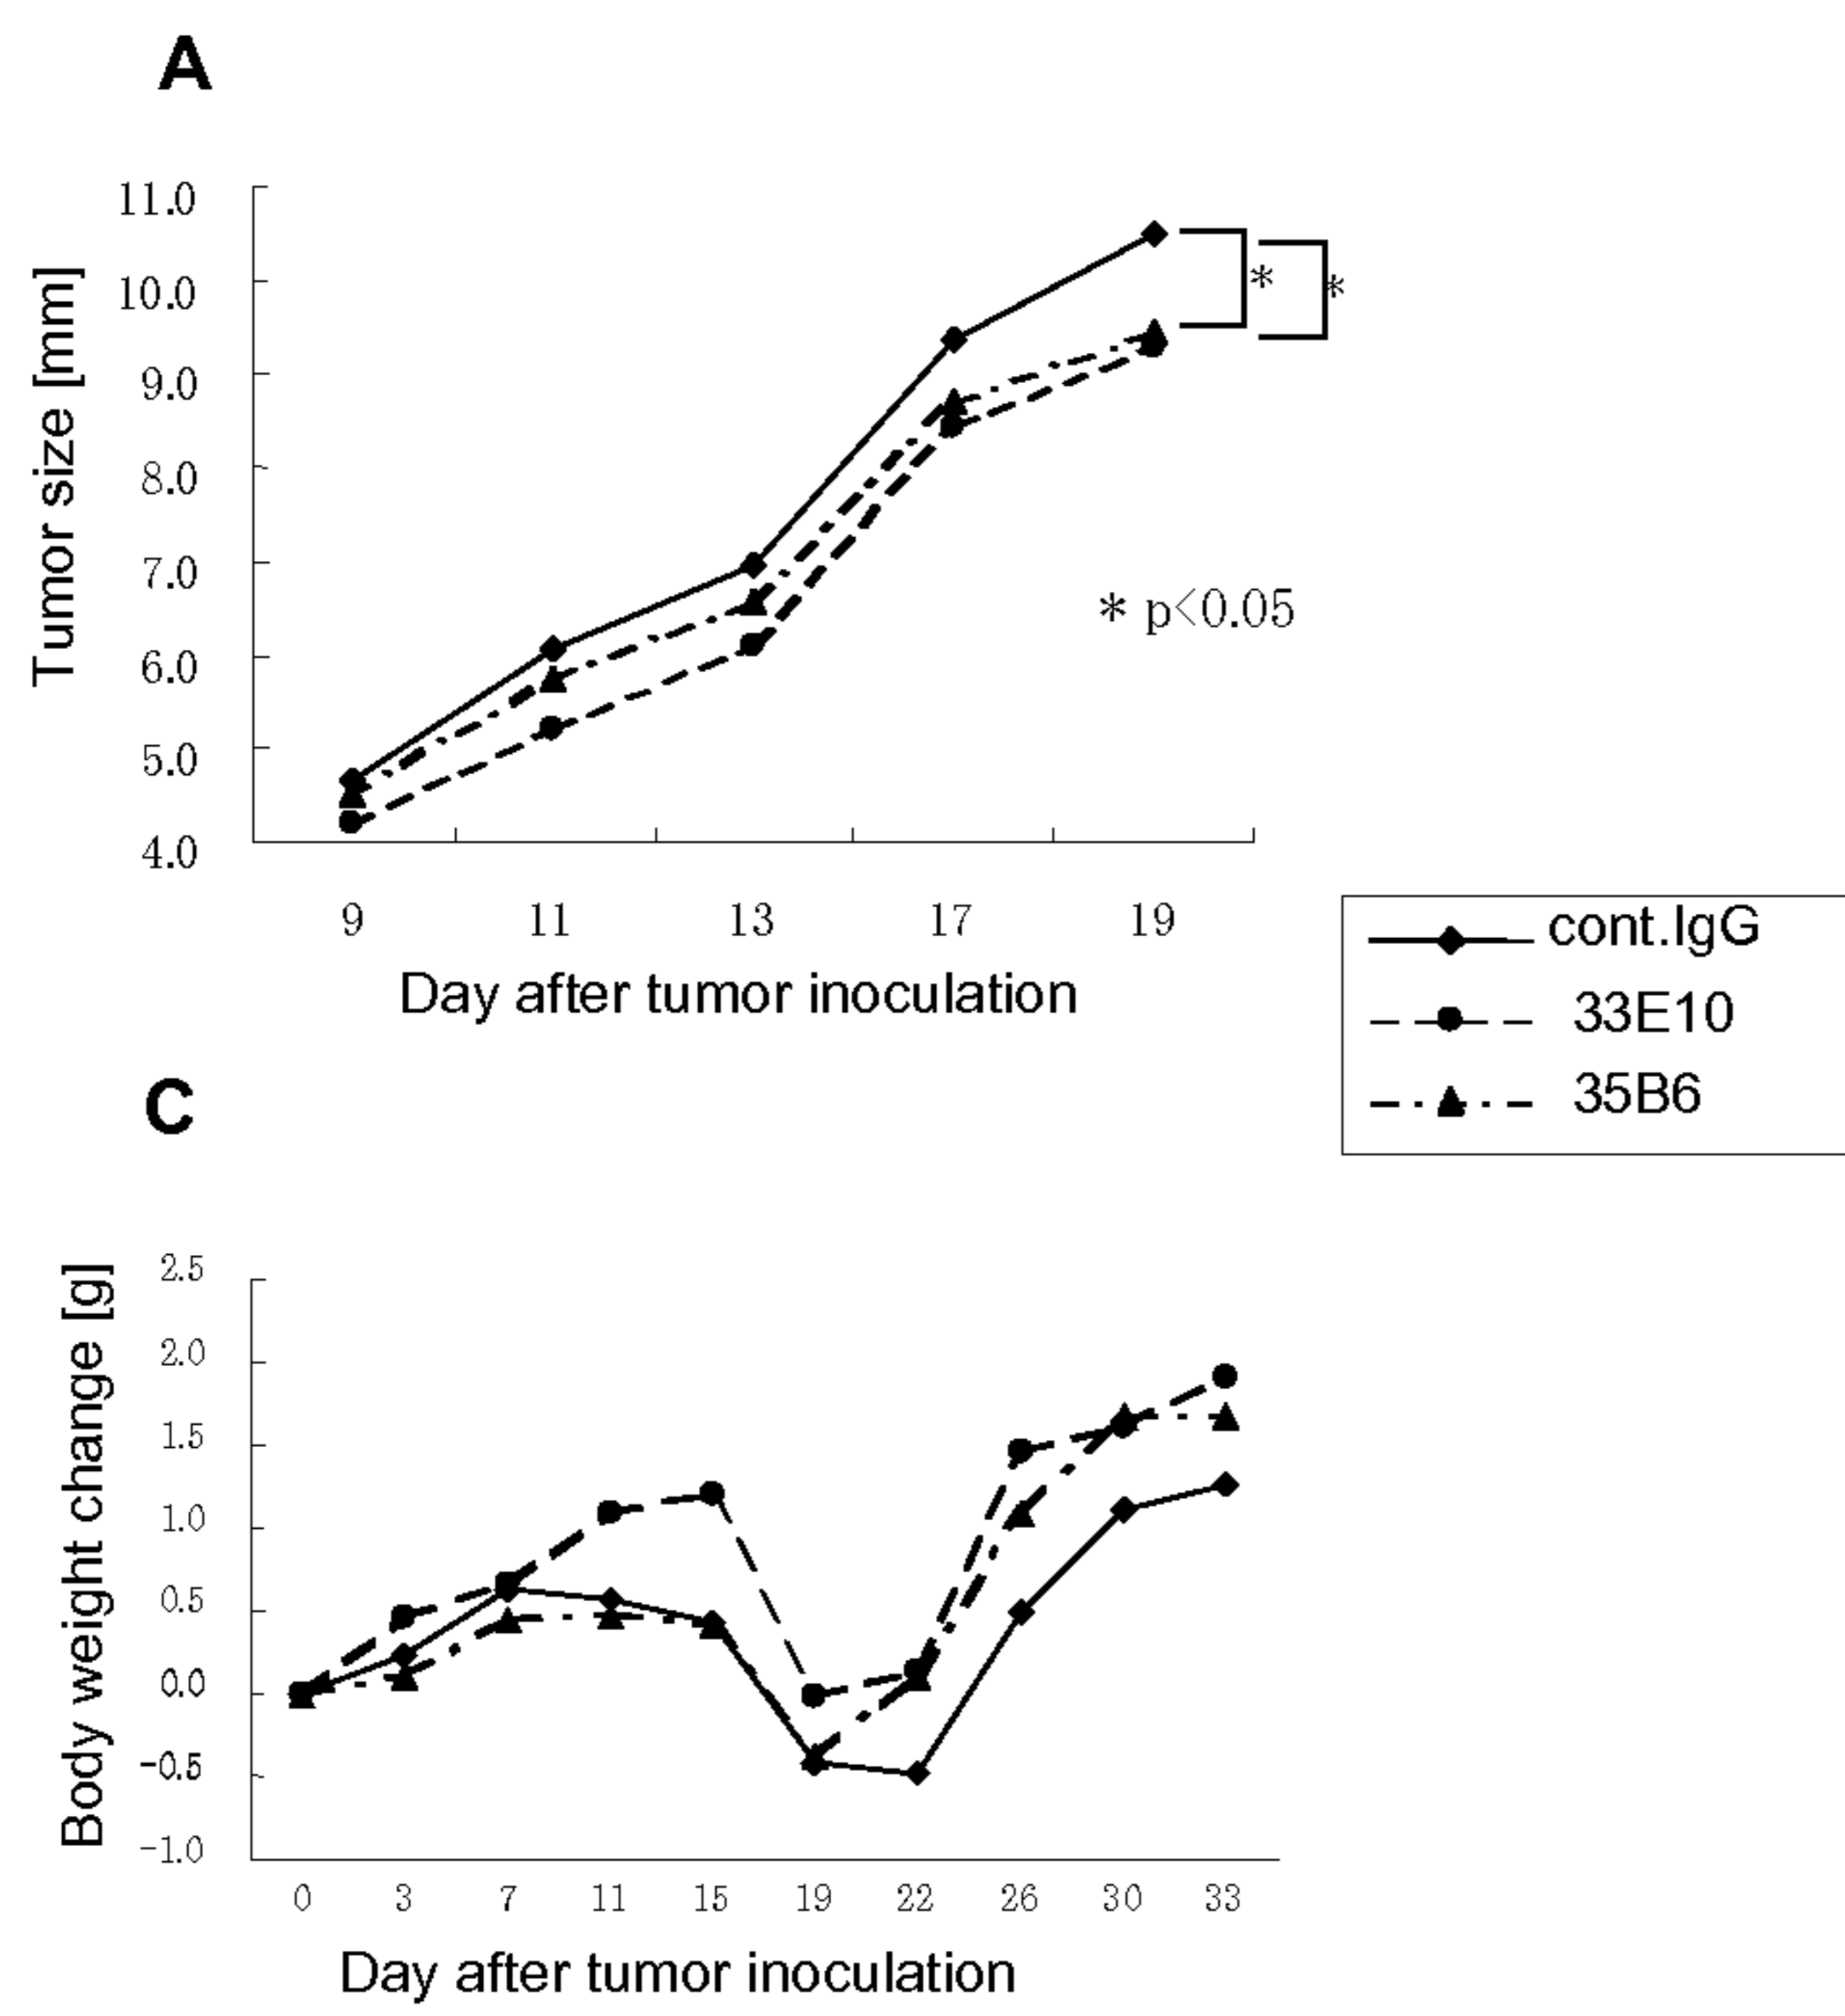 A
Tumor size [mm]
11.0
10.0
9.0
8.0
7.0
6.0
5.0
4.0
*
*
* p<0.05
9 11 13 17 19
Day after tumor inoculation
cont.IgG
33E10
35B6
C
Body weight change [g]
2.5
2.0
1.5
1.0
0.5
0.0
-0.5
-1.0
0 3 7 11 15 19 22 26 30 33
Day after tumor inoculation